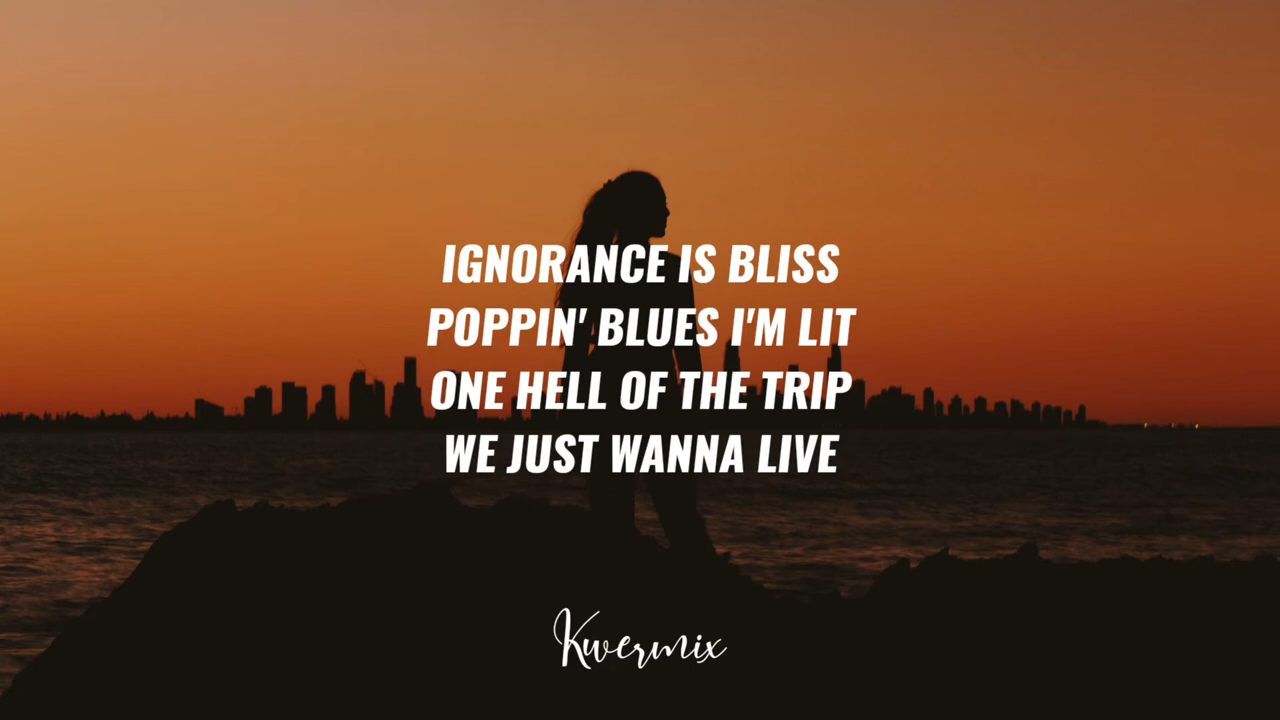 IGNORANCE IS BLISS
POPPIN' BLUES I'M LIT
ONE HELL OF THE TRIP
WE JUST WANNA LIVE
Kwermix